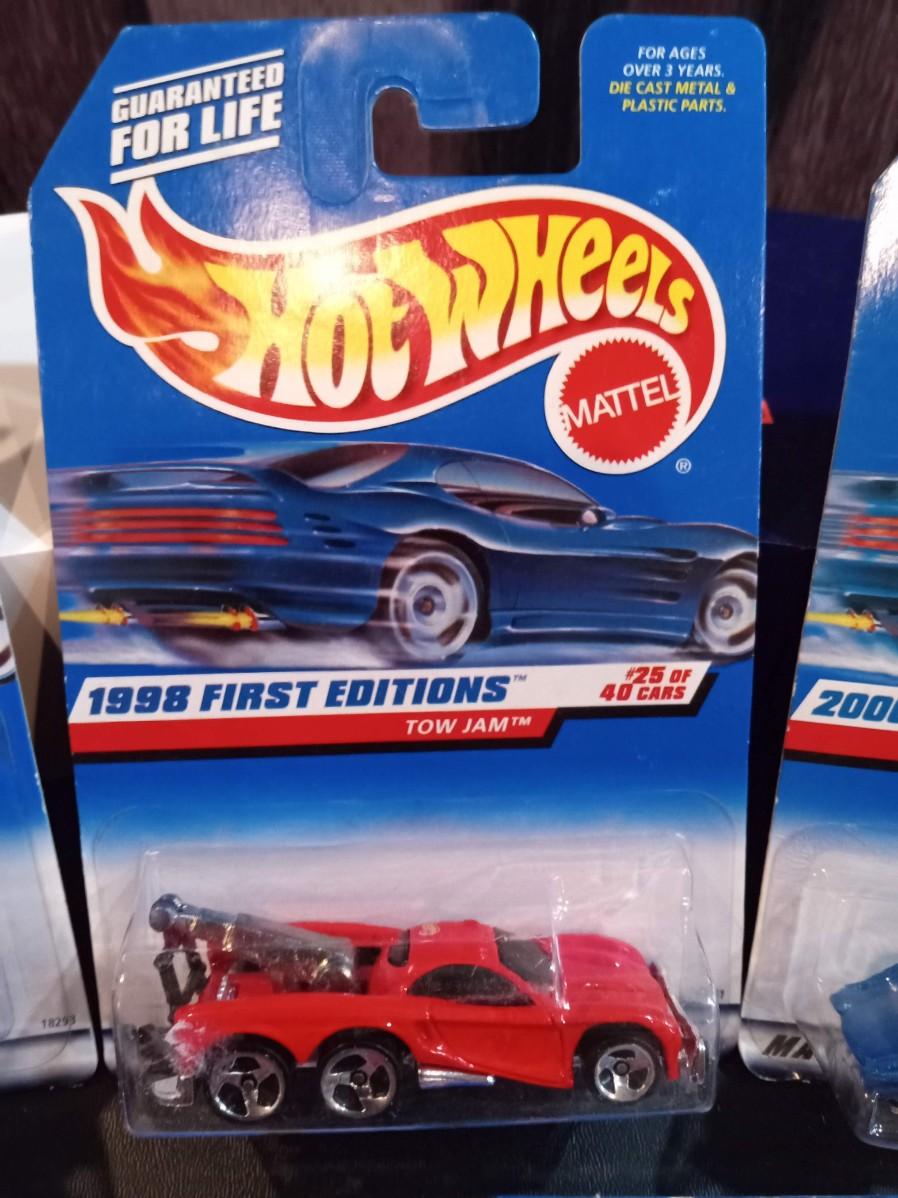 GUARANTEED
FOR LIFE
FOR AGES
OVER 3 YEARS.
DIE CAST METAL &
PLASTIC PARTS.
HOT WHEELS
MATTEL
®
1998 FIRST EDITIONS™
#25 OF
40 CARS
TOW JAM™
18293